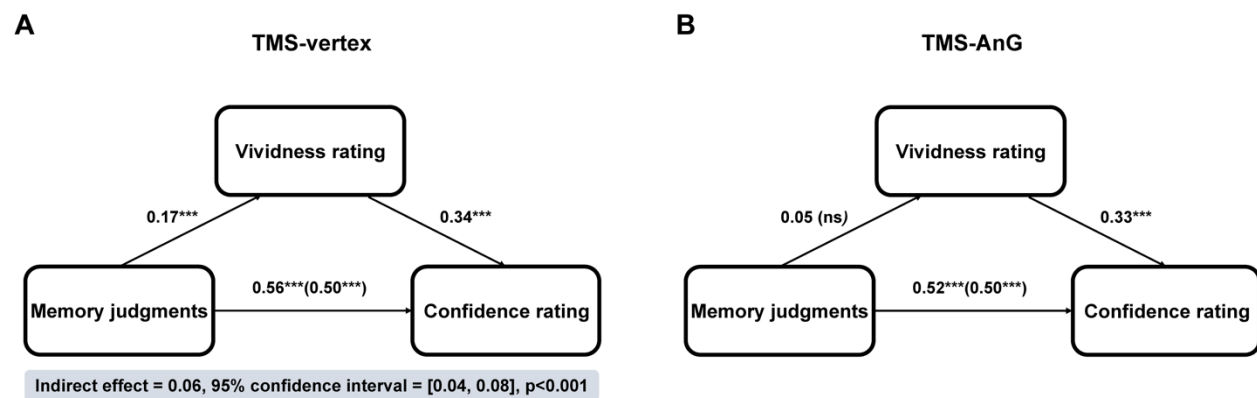 A
TMS-vertex
Vividness rating
0.17***
0.34***
0.56***(0.50***)
Memory judgments
Confidence rating
Indirect effect = 0.06, 95% confidence interval = [0.04, 0.08], p<0.001
B
TMS-AnG
Vividness rating
0.05 (ns)
0.33***
0.52***(0.50***)
Memory judgments
Confidence rating